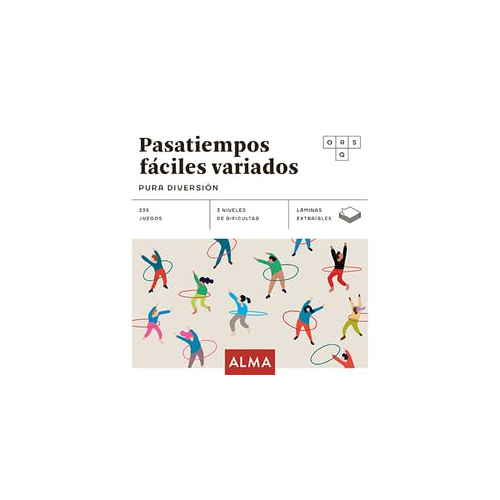 Pasatiempos
fáciles variados
PURA DIVERSIÓN
O R S
Q
235
JUEGOS
3 NIVELES
DE DIFICULTAD
LÁMINAS
EXTRAÍBLES
ALMA